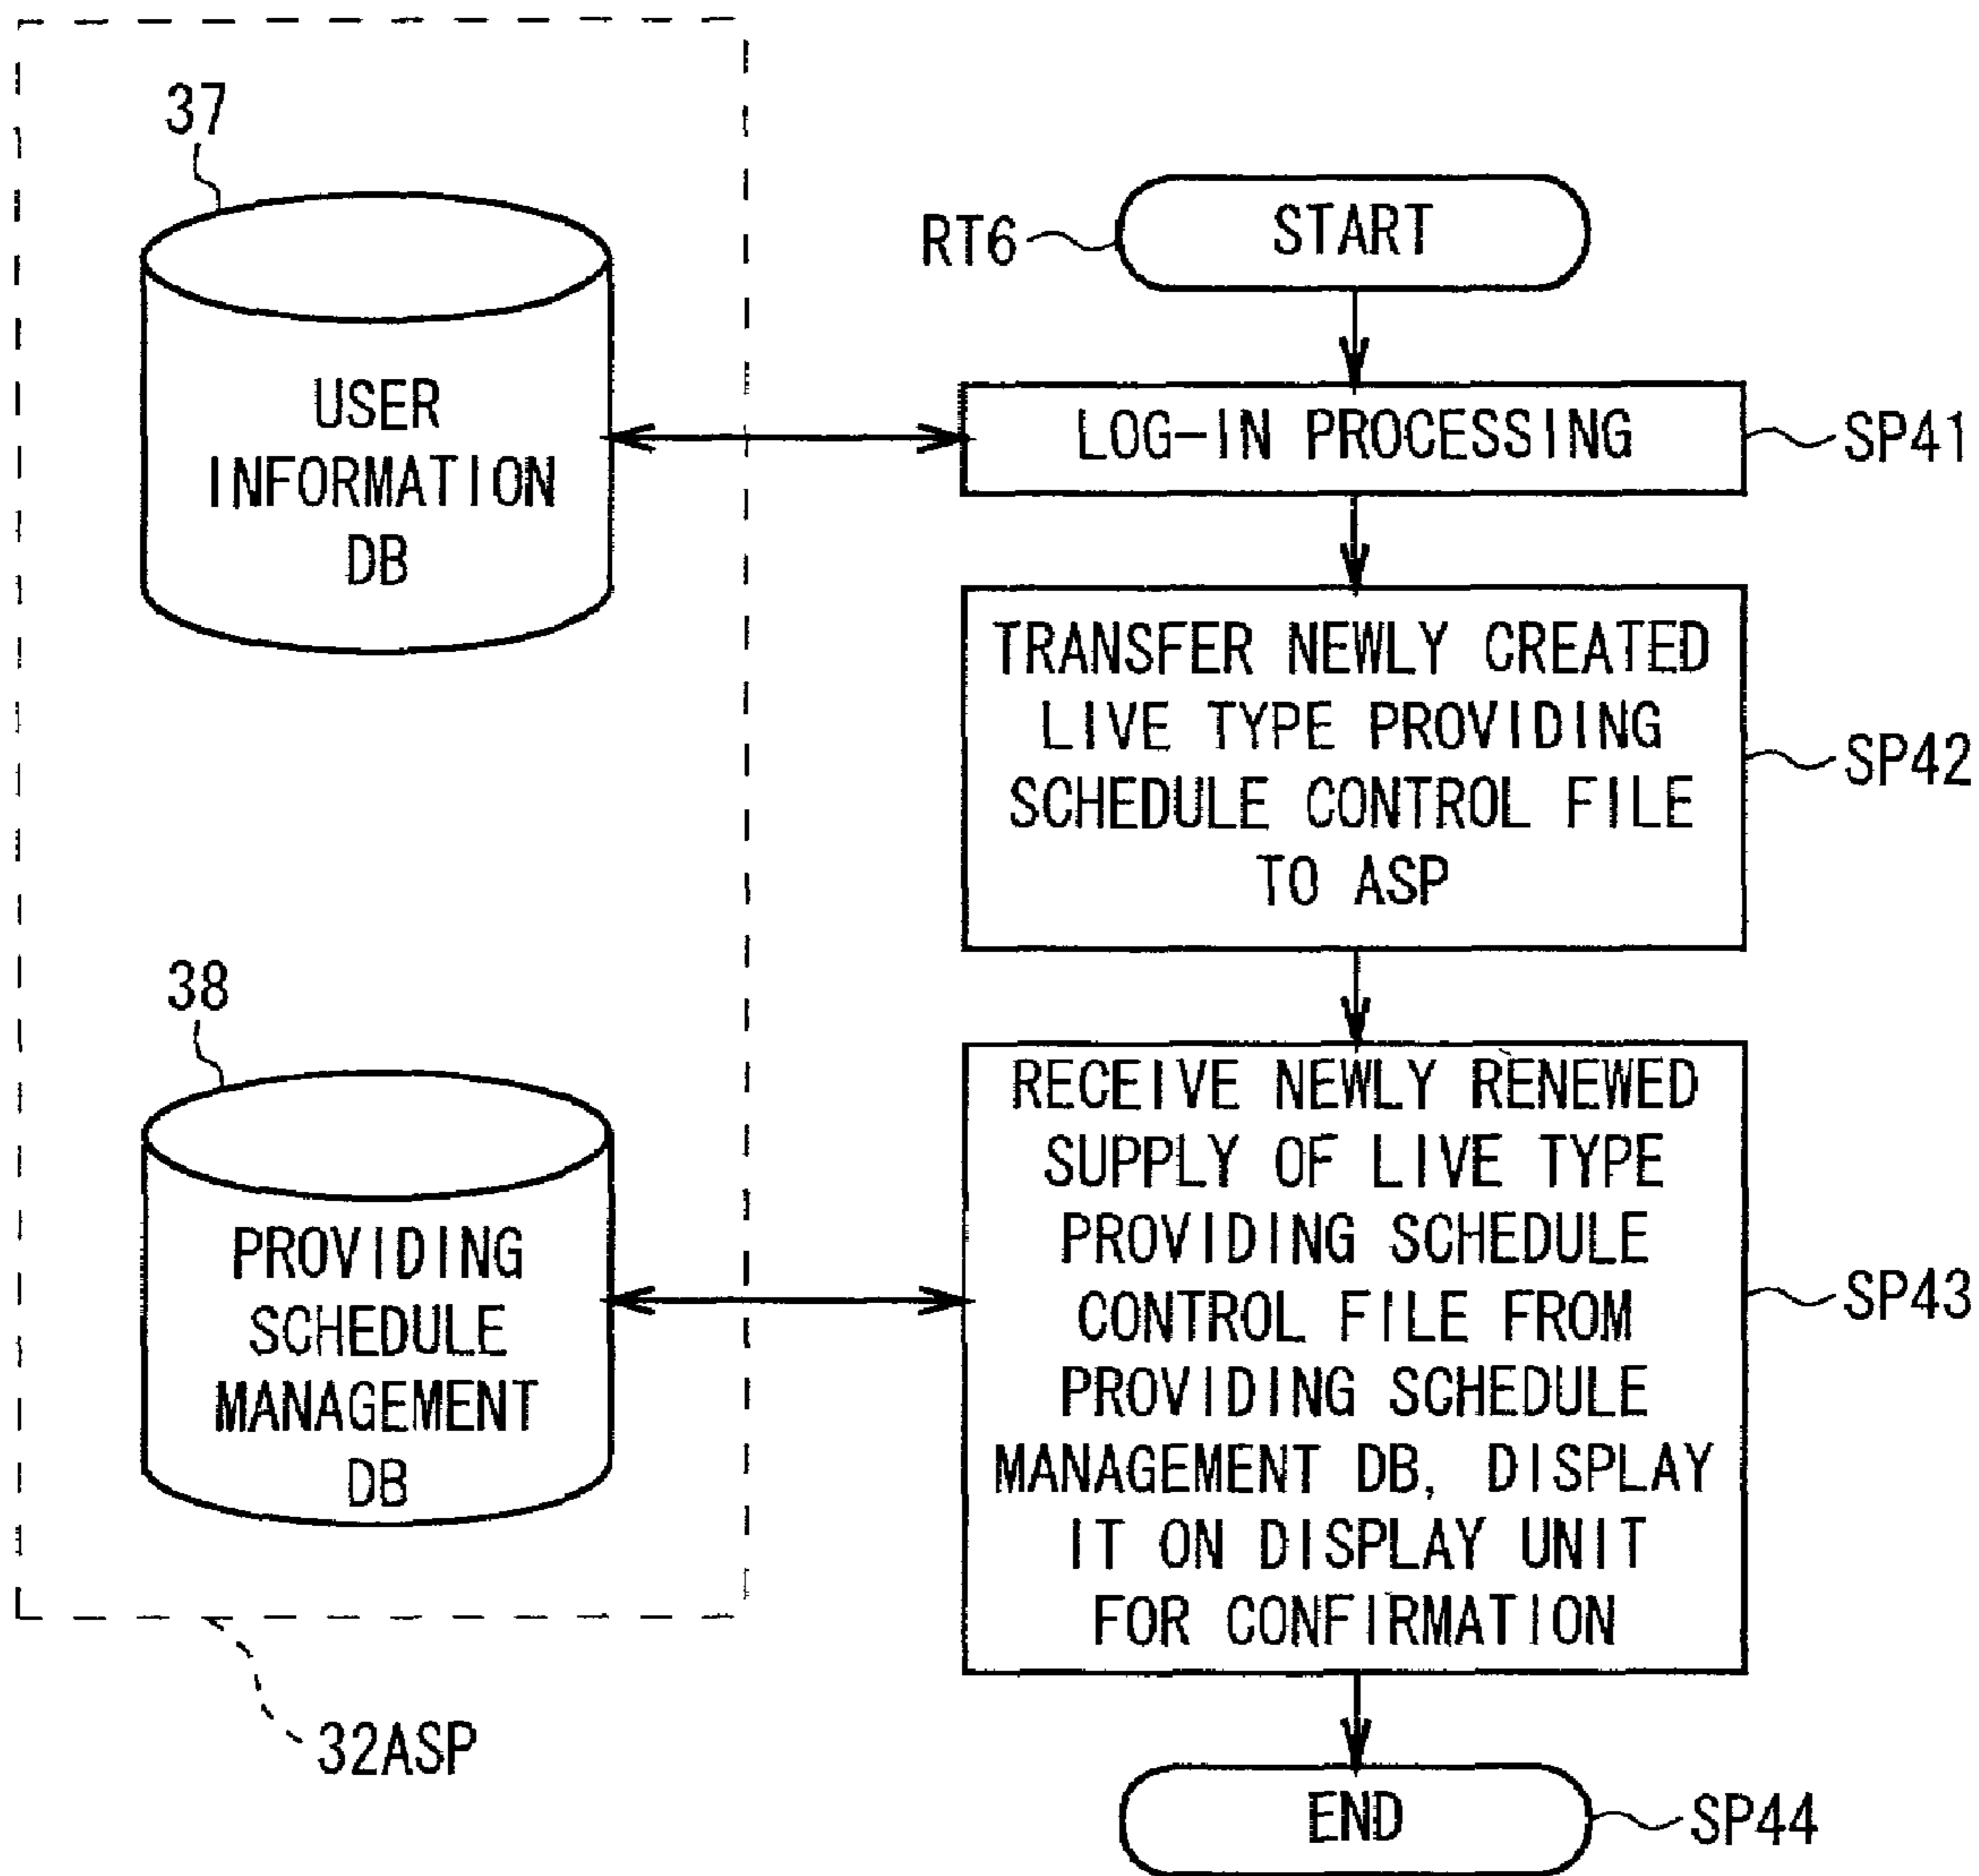 37
USER
INFORMATION
DB
38
PROVIDING
SCHEDULE
MANAGEMENT
DB
32ASP
RT6
START
LOG-IN PROCESSING
SP41
TRANSFER NEWLY CREATED
LIVE TYPE PROVIDING
SCHEDULE CONTROL FILE
TO ASP
SP42
RECEIVE NEWLY RENEWED
SUPPLY OF LIVE TYPE
PROVIDING SCHEDULE
CONTROL FILE FROM
PROVIDING SCHEDULE
MANAGEMENT DB, DISPLAY
IT ON DISPLAY UNIT
FOR CONFIRMATION
SP43
END
SP44